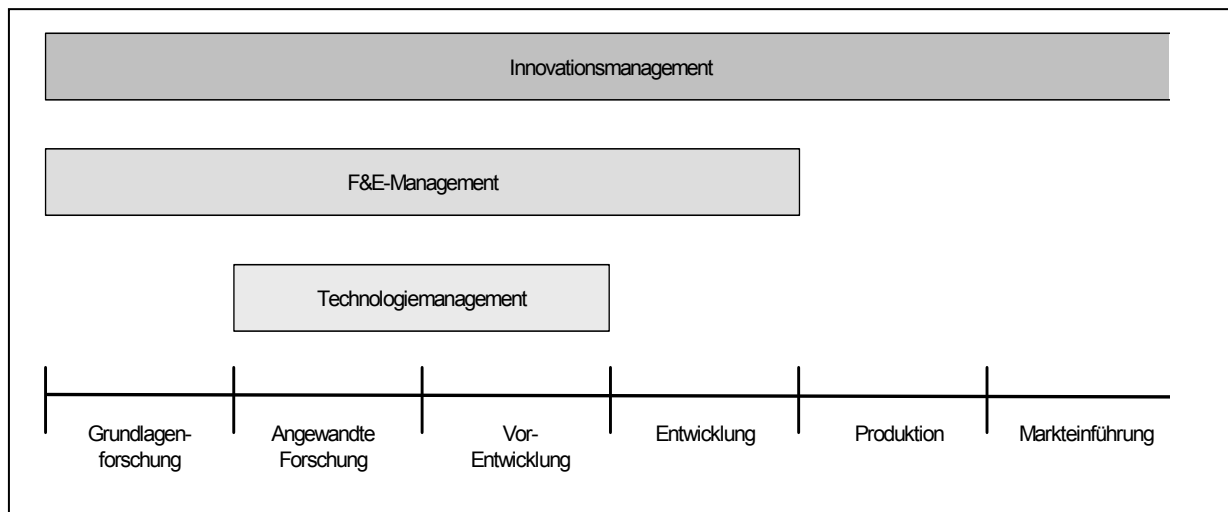 Innovationsmanagement
F&E-Management
Technologiemanagement
Grundlagen-
forschung
Angewandte
Forschung
Vor-
Entwicklung
Entwicklung
Produktion
Markteinführung